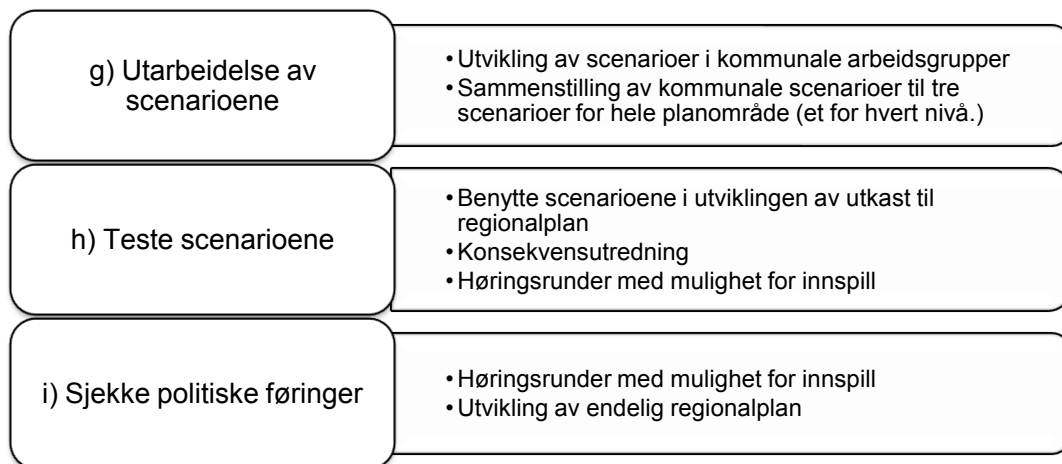 g) Utarbeidelse av
scenarioene
• Utvikling av scenarioer i kommunale arbeidsgrupper
• Sammenstilling av kommunale scenarioer til tre
scenarioer for hele planområde (et for hvert nivå.)
h) Teste scenarioene
• Benytte scenarioene i utviklingen av utkast til
regionalplan
• Konsekvensutredning
• Høringsrunder med mulighet for innspill
i) Sjekke politiske føringer
• Høringsrunder med mulighet for innspill
• Utvikling av endelig regionalplan